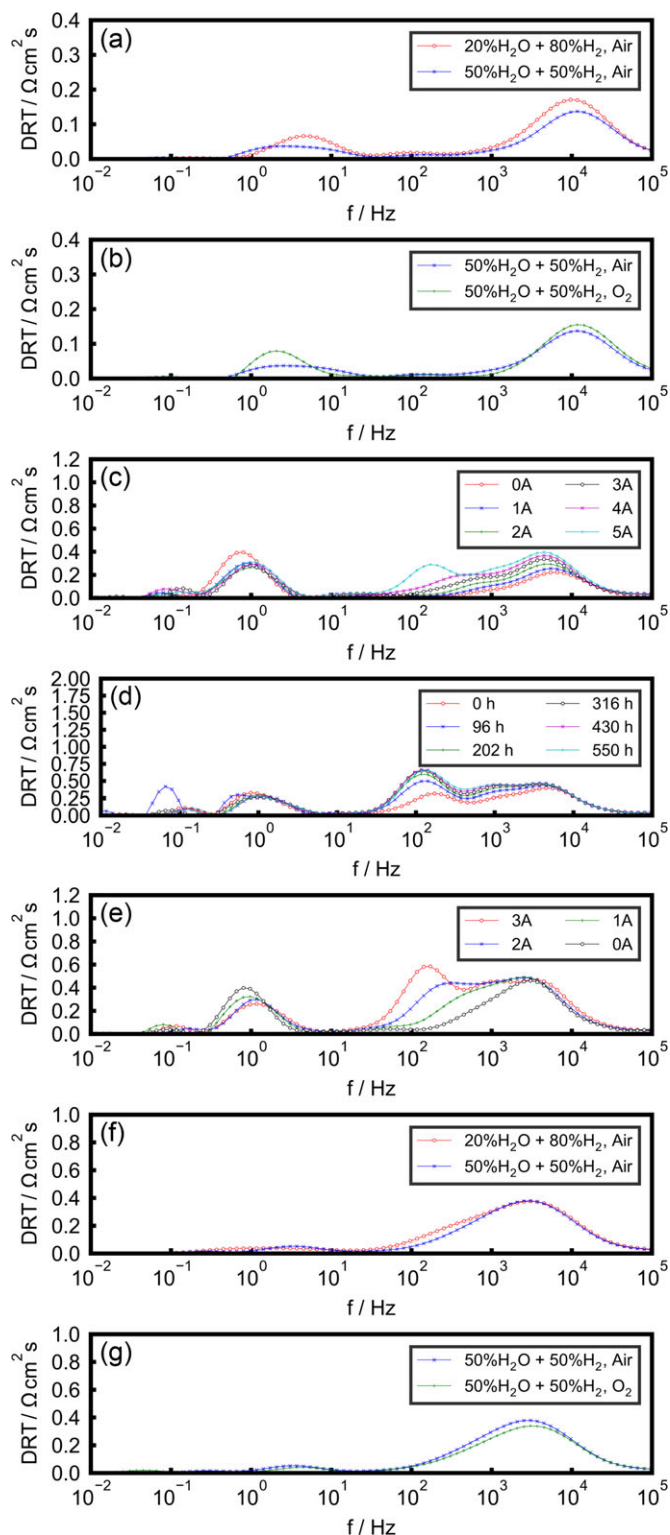 (a)
20%H₂O + 80%H₂, Air
50%H₂O + 50%H₂, Air
DRT / Ω cm² s
0.4
0.3
0.2
0.1
0.0
10⁻² 10⁻¹ 10⁰ 10¹ 10² 10³ 10⁴ 10⁵
f / Hz
(b)
50%H₂O + 50%H₂, Air
50%H₂O + 50%H₂, O₂
DRT / Ω cm² s
0.4
0.3
0.2
0.1
0.0
10⁻² 10⁻¹ 10⁰ 10¹ 10² 10³ 10⁴ 10⁵
f / Hz
(c)
0A 3A
1A 4A
2A 5A
DRT / Ω cm² s
1.2
1.0
0.8
0.6
0.4
0.2
0.0
10⁻² 10⁻¹ 10⁰ 10¹ 10² 10³ 10⁴ 10⁵
f / Hz
(d)
0 h 316 h
96 h 430 h
202 h 550 h
DRT / Ω cm² s
2.00
1.75
1.50
1.25
1.00
0.75
0.50
0.25
0.00
10⁻² 10⁻¹ 10⁰ 10¹ 10² 10³ 10⁴ 10⁵
f / Hz
(e)
3A 1A
2A 0A
DRT / Ω cm² s
1.2
1.0
0.8
0.6
0.4
0.2
0.0
10⁻² 10⁻¹ 10⁰ 10¹ 10² 10³ 10⁴ 10⁵
f / Hz
(f)
20%H₂O + 80%H₂, Air
50%H₂O + 50%H₂, Air
DRT / Ω cm² s
1.0
0.8
0.6
0.4
0.2
0.0
10⁻² 10⁻¹ 10⁰ 10¹ 10² 10³ 10⁴ 10⁵
f / Hz
(g)
50%H₂O + 50%H₂, Air
50%H₂O + 50%H₂, O₂
DRT / Ω cm² s
1.0
0.8
0.6
0.4
0.2
0.0
10⁻² 10⁻¹ 10⁰ 10¹ 10² 10³ 10⁴ 10⁵
f / Hz